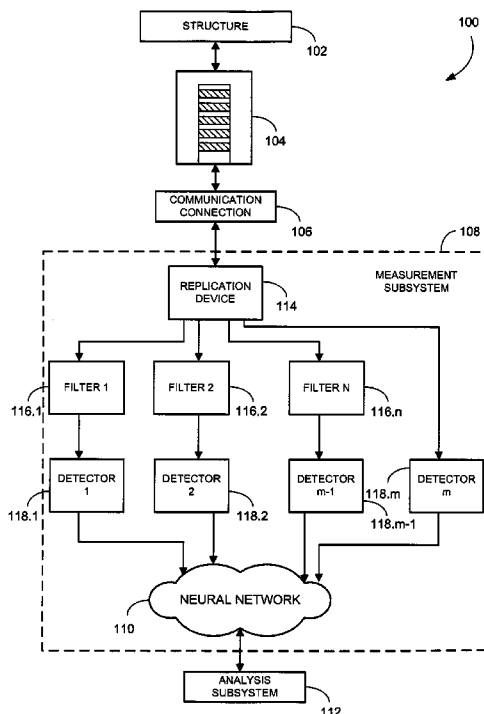 STRUCTURE
102
100
104
COMMUNICATION
CONNECTION
106
108
REPLICATION
DEVICE
114
MEASUREMENT
SUBSYSTEM
FILTER 1
116.1
FILTER 2
116.2
FILTER N
116.n
DETECTOR
1
118.1
DETECTOR
2
118.2
DETECTOR
m-1
118.m-1
118.m
DETECTOR
m
NEURAL NETWORK
110
ANALYSIS
SUBSYSTEM
112